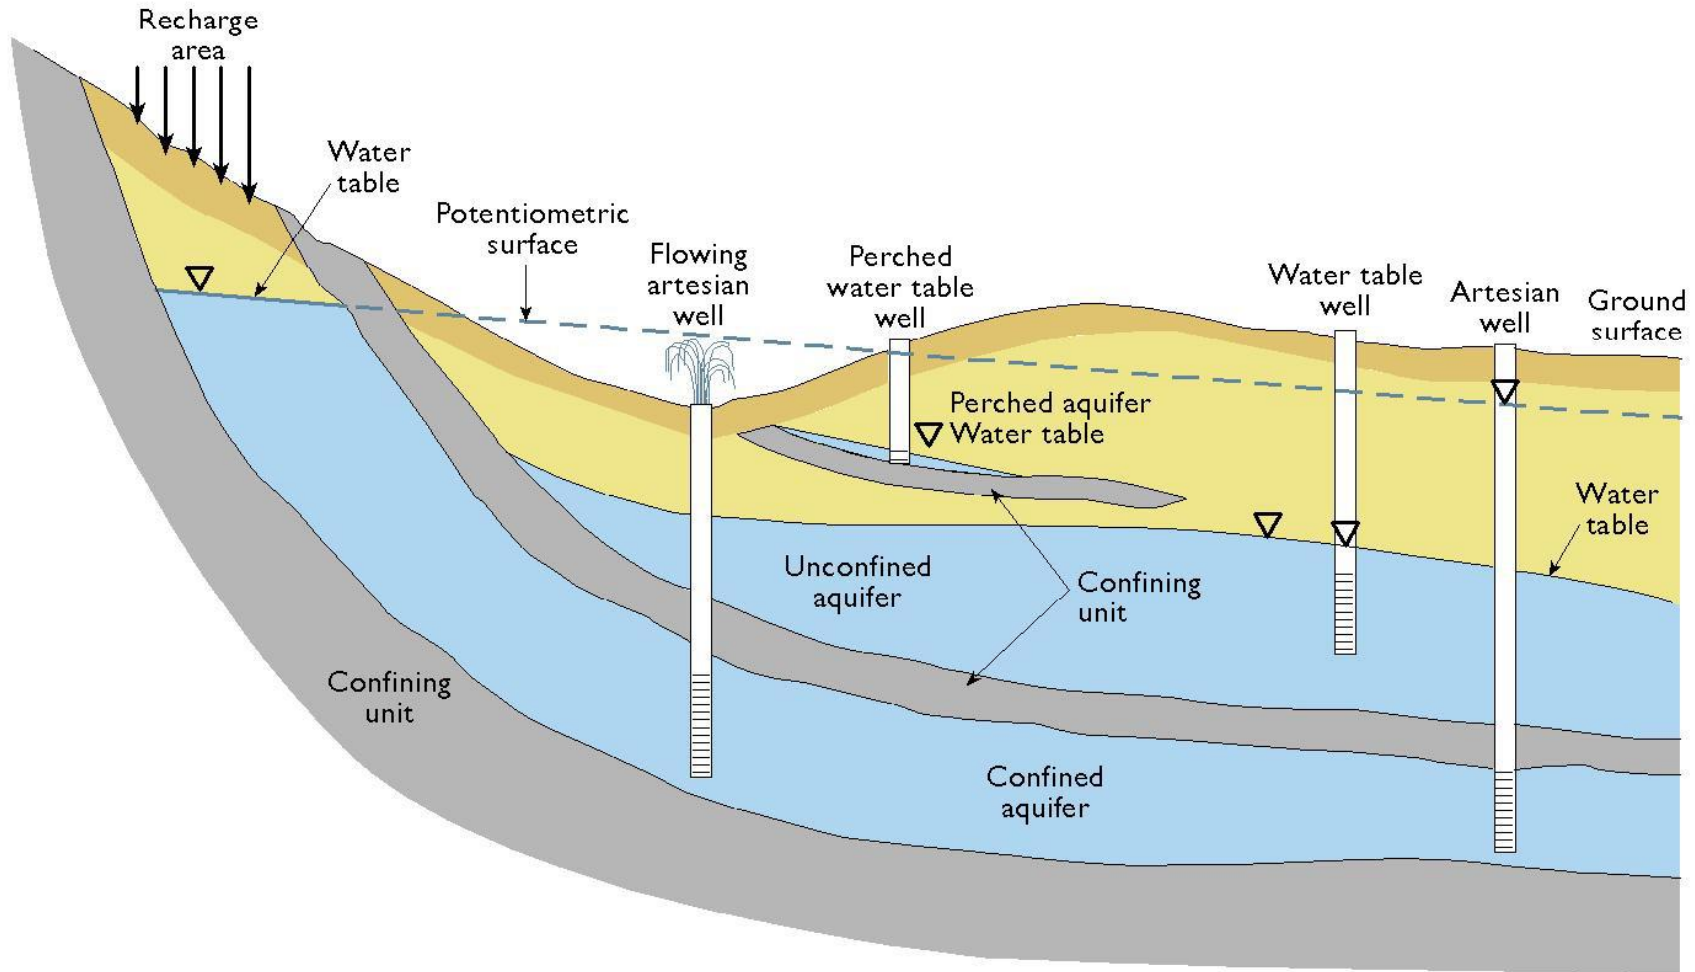 Recharge
area
Water
table
Potentiometric
surface
Flowing
artesian
well
Perched
water table
well
Water table
well
Artesian
well
Ground
surface
Perched aquifer
Water table
Water
table
Unconfined
aquifer
Confining
unit
Confining
unit
Confined
aquifer